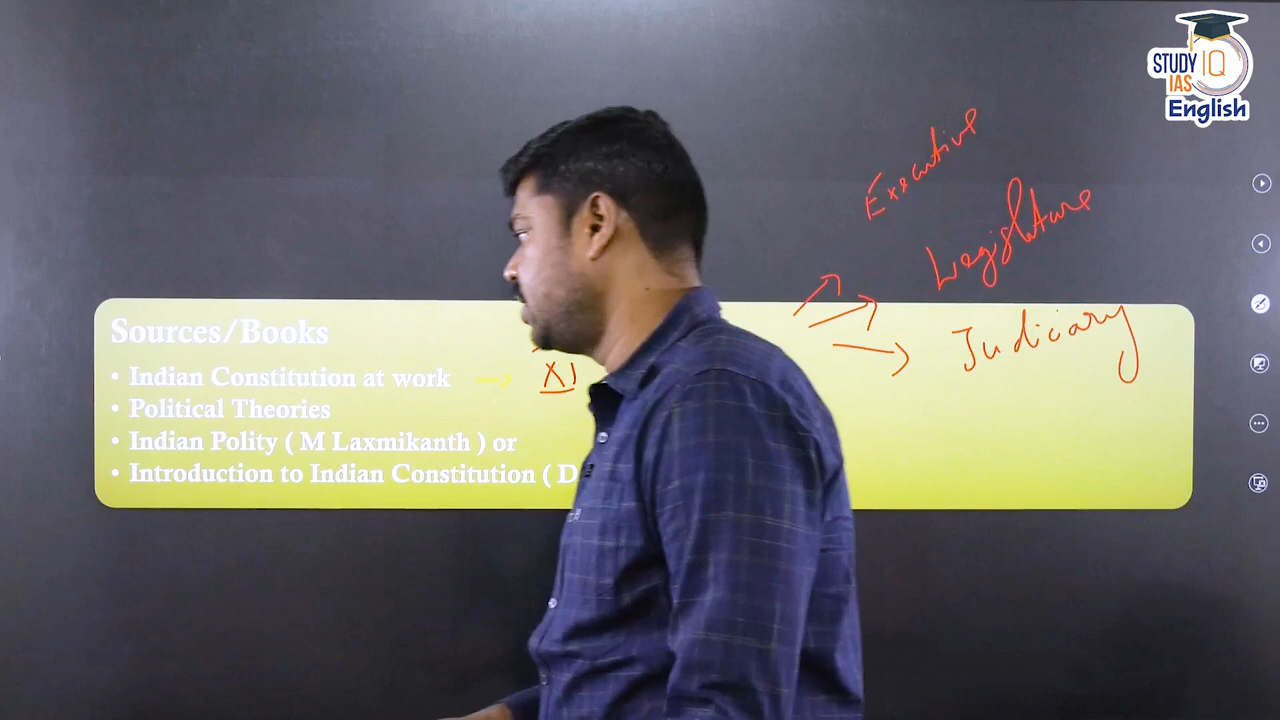 STUDY IQ
IAS
English
Executive
Legislature
Judiciary
Sources/Books
• Indian Constitution at work → XI
• Political Theories
• Indian Polity ( M Laxmikanth ) or
• Introduction to Indian Constitution ( D